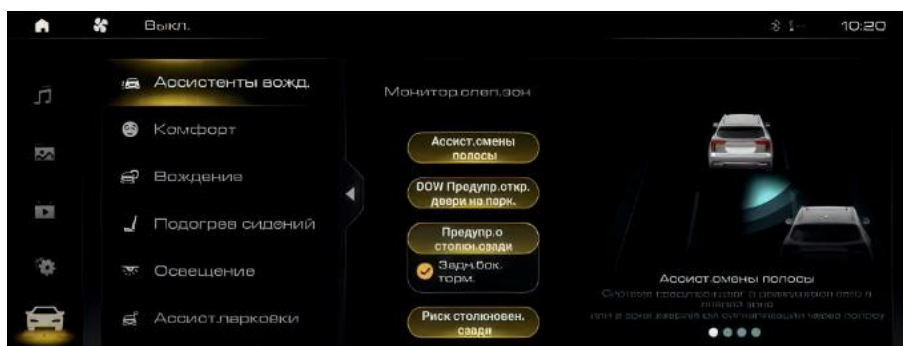 Выкл.
10:20
Ассистенты вожд.
Комфорт
Вождение
Подогрев сидений
Освещение
Ассист.парковки
Монитор.слеп.зон
Ассист.смены
полосы
DOW Предупр.откр.
двери на парк.
Предупр.о
столкн.сзади
Задн.бок.
торм.
Риск столкновен.
сзади
Ассист.смены полосы